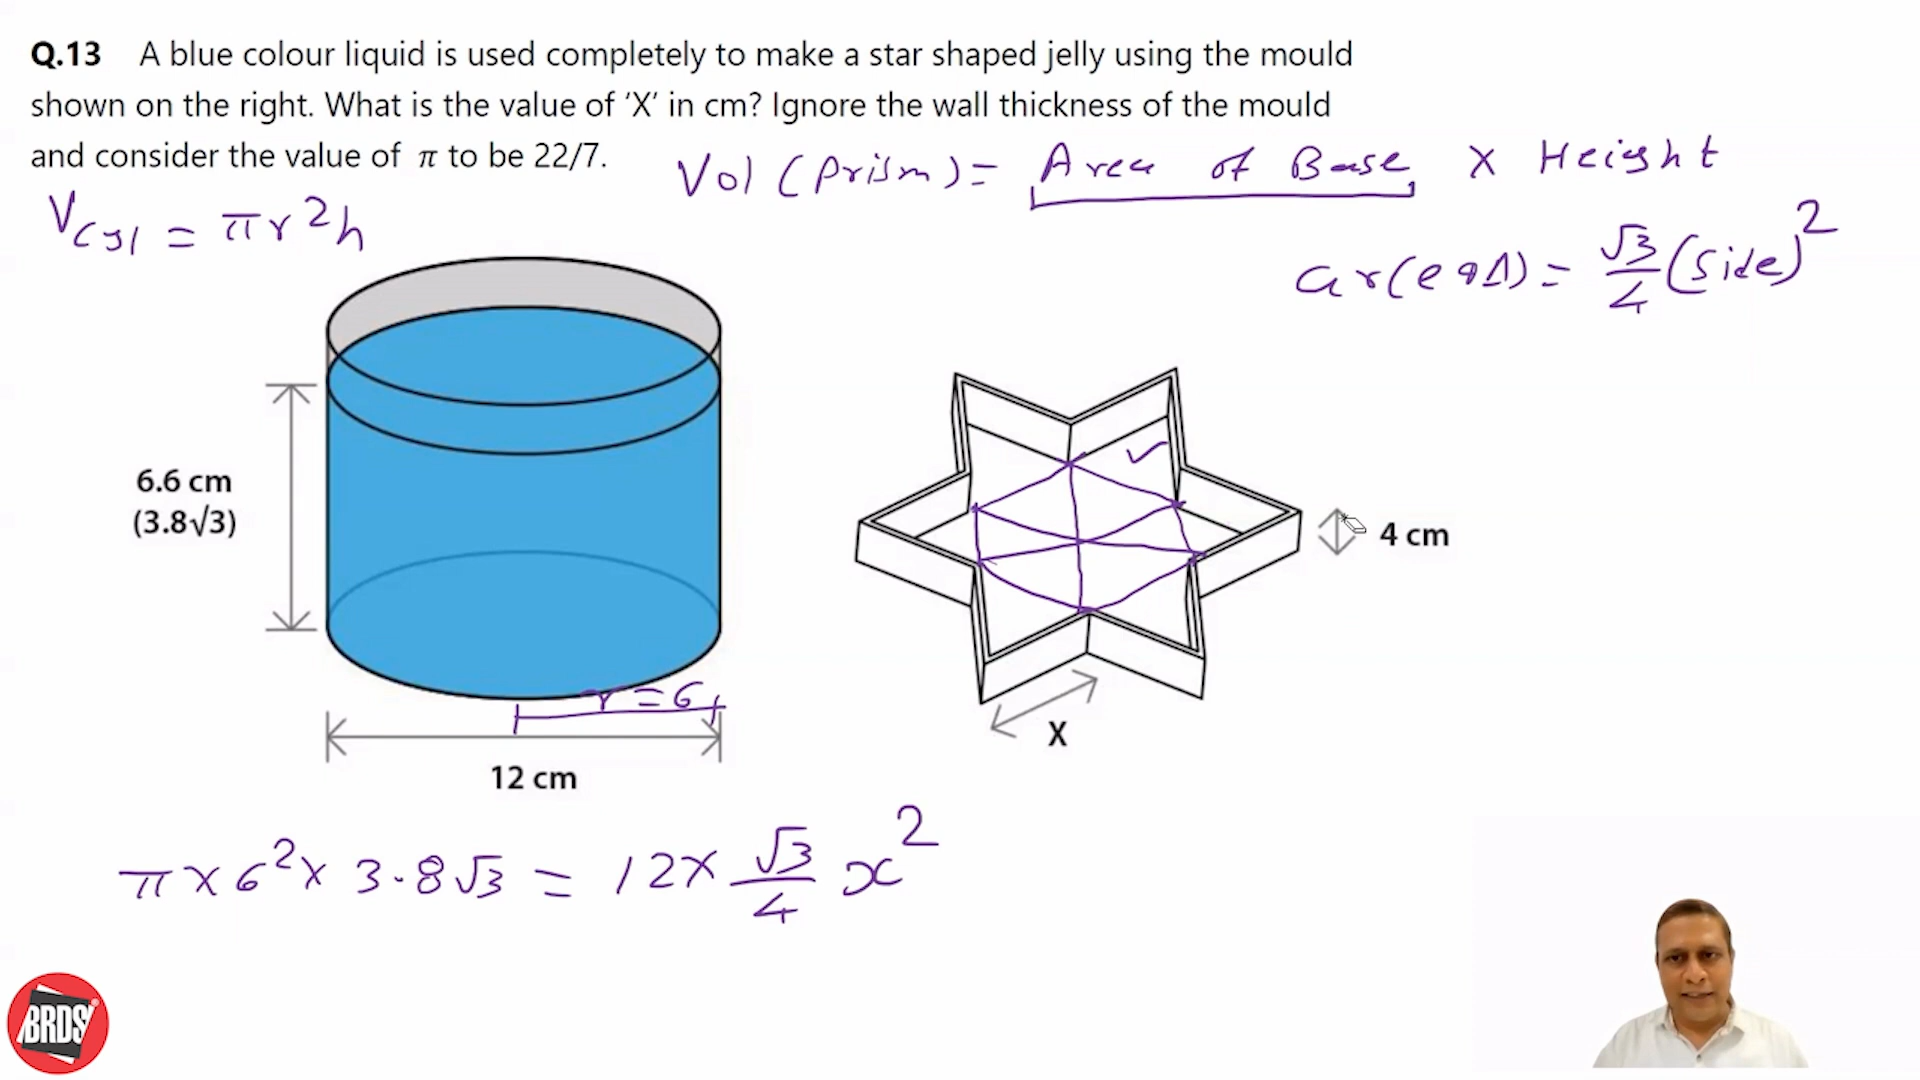 Q.13 A blue colour liquid is used completely to make a star shaped jelly using the mould
shown on the right. What is the value of ‘X’ in cm? Ignore the wall thickness of the mould
and consider the value of π to be 22/7.
Vol (Prism) = Area of Base × Height
Vcyl = πr²h
ar(eqΔ) = √3/4 (Side)²
6.6 cm
(3.8√3)
4 cm
r=6
X
12 cm
π × 6² × 3.8√3 = 12 × √3/4 x²
BRDS®